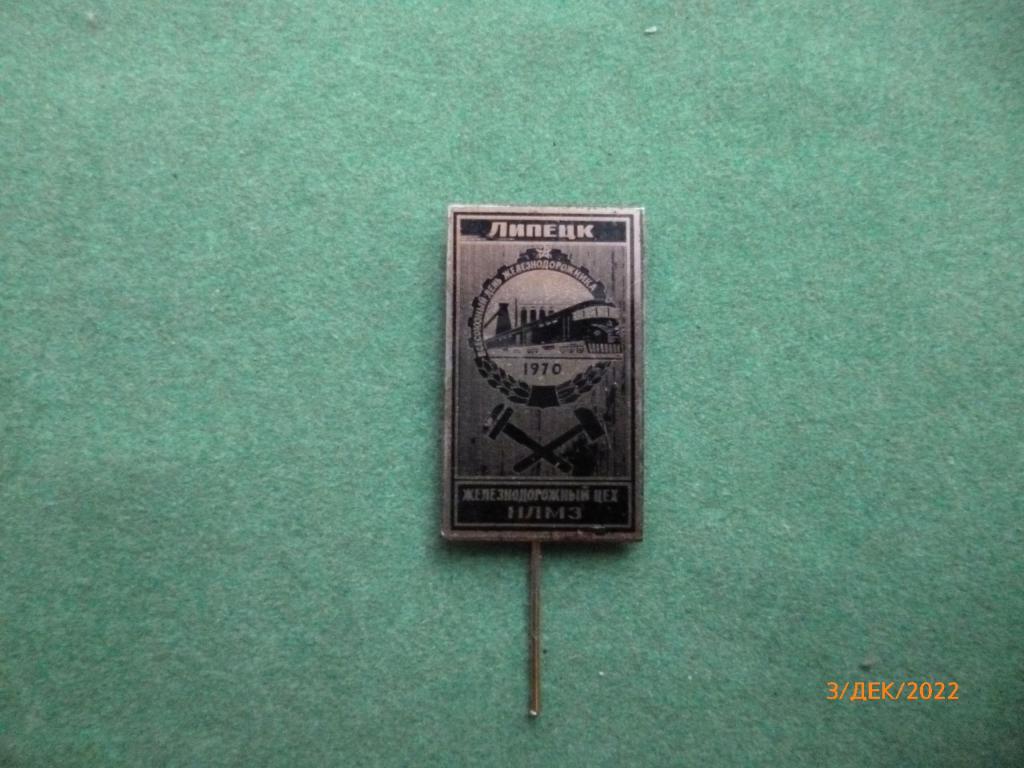 ЛИПЕЦК
ВСЕСОЮЗНЫЙ ДЕНЬ ЖЕЛЕЗНОДОРОЖНИКА
1970
ЖЕЛЕЗНОДОРОЖНЫЙ ЦЕХ
НЛМЗ
3/ДЕК/2022